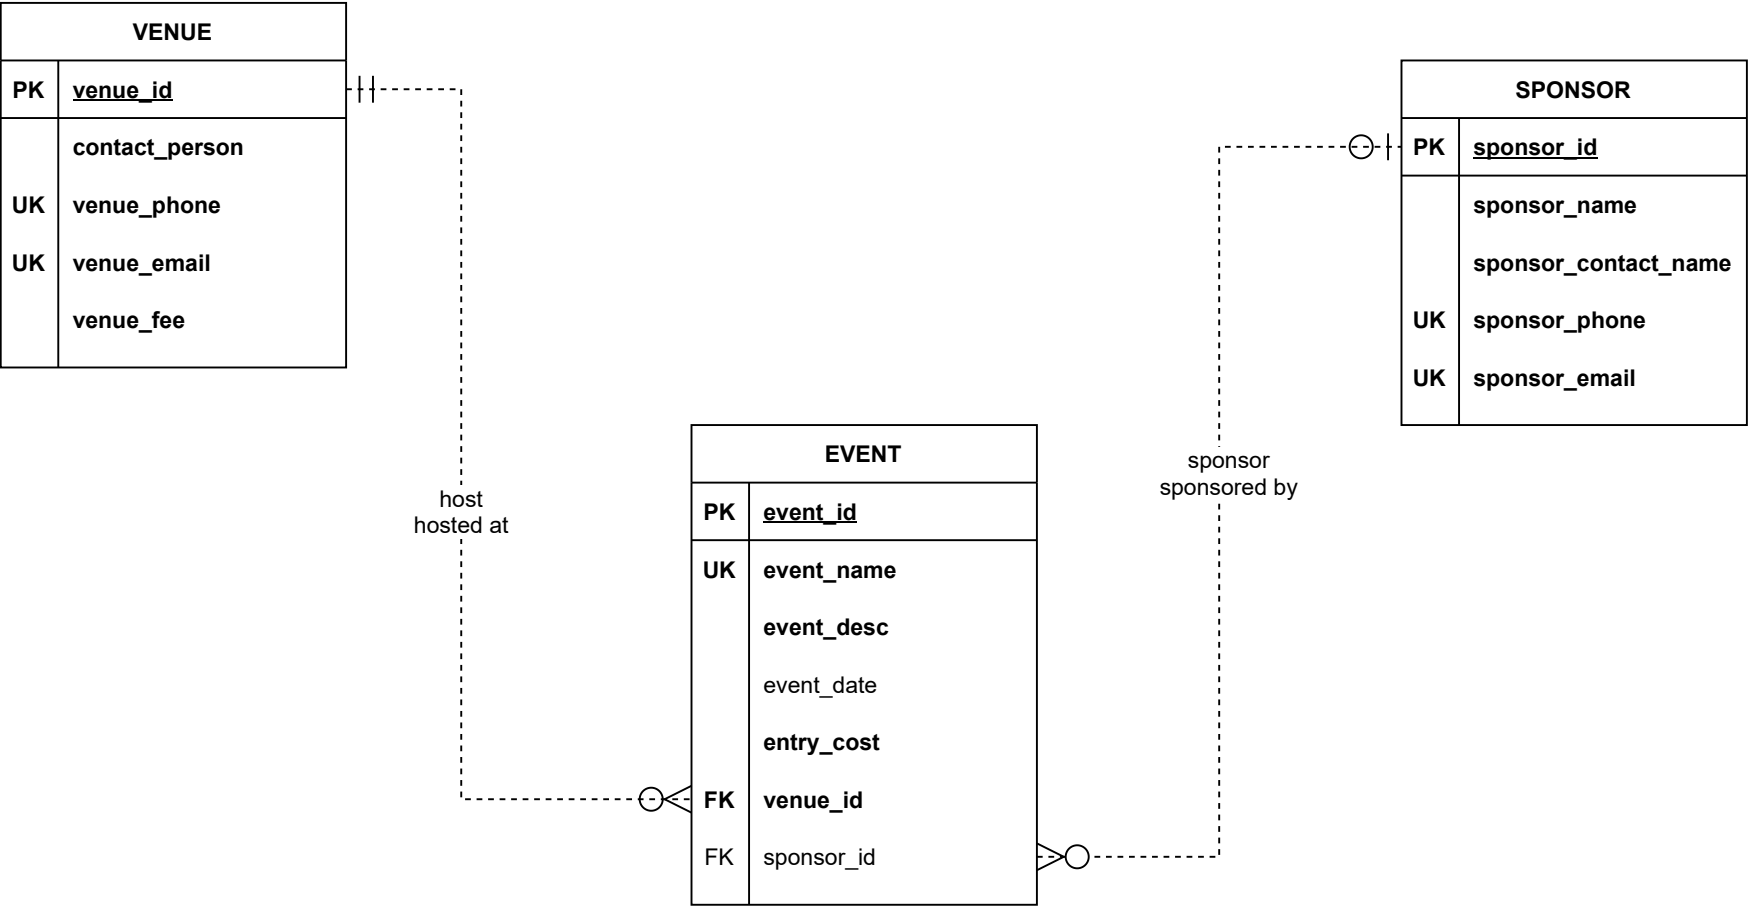 VENUE
PK venue_id
contact_person
UK venue_phone
UK venue_email
venue_fee
SPONSOR
PK sponsor_id
sponsor_name
sponsor_contact_name
UK sponsor_phone
UK sponsor_email
host
hosted at
sponsor
sponsored by
EVENT
PK event_id
UK event_name
event_desc
event_date
entry_cost
FK venue_id
FK sponsor_id